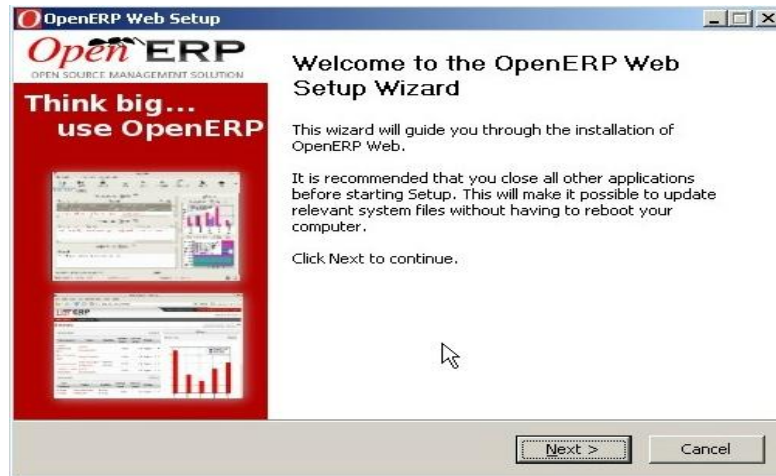 OpenERP Web Setup
Open ERP
OPEN SOURCE MANAGEMENT SOLUTION
Think big...
use OpenERP
Welcome to the OpenERP Web
Setup Wizard
This wizard will guide you through the installation of
OpenERP Web.
It is recommended that you close all other applications
before starting Setup. This will make it possible to update
relevant system files without having to reboot your
computer.
Click Next to continue.
Next >
Cancel